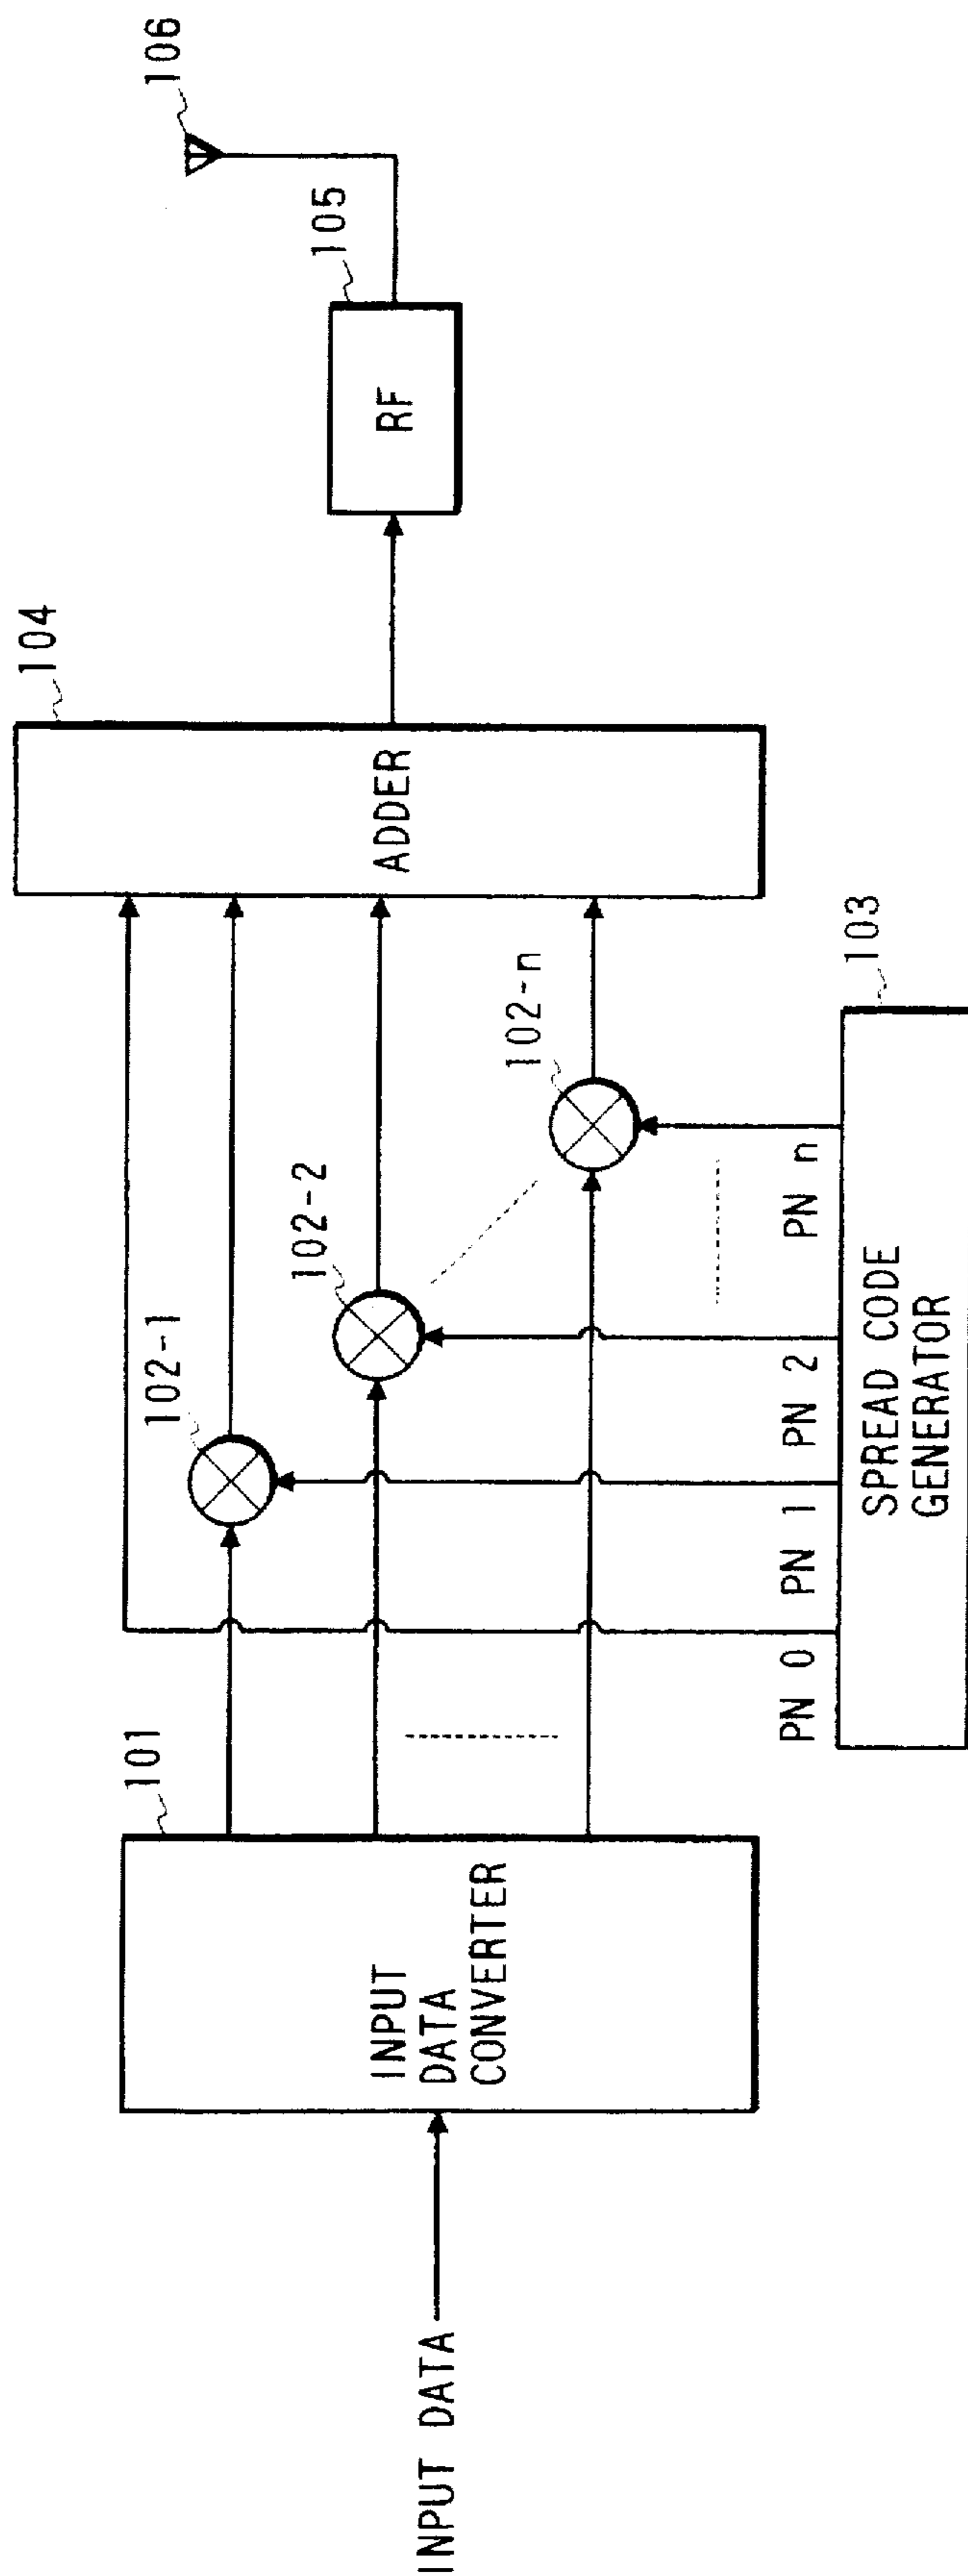 INPUT DATA
INPUT
DATA
CONVERTER
101
102-1
102-2
102-n
PN 0
PN 1
PN 2
PN n
SPREAD CODE
GENERATOR
103
ADDER
104
RF
105
106